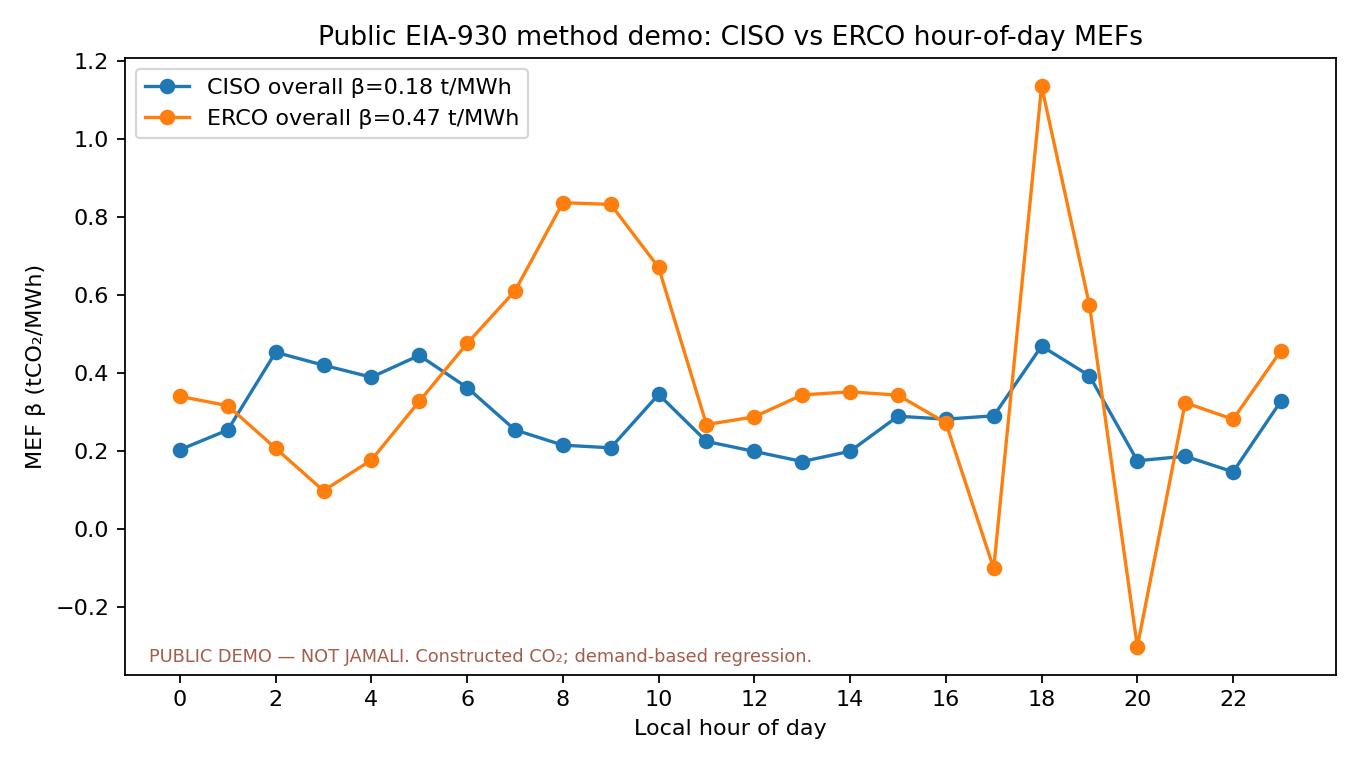 Public EIA-930 method demo: CISO vs ERCO hour-of-day MEFs
CISO overall β=0.18 t/MWh
ERCO overall β=0.47 t/MWh
MEF β (tCO₂/MWh)
1.2
1.0
0.8
0.6
0.4
0.2
0.0
−0.2
PUBLIC DEMO — NOT JAMALI. Constructed CO₂; demand-based regression.
0 2 4 6 8 10 12 14 16 18 20 22
Local hour of day